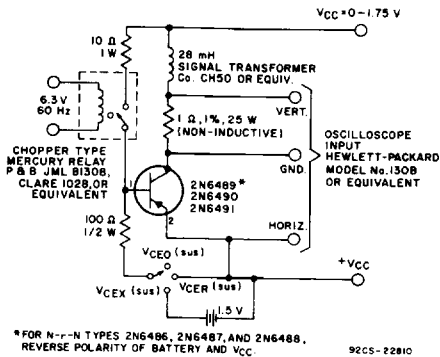 VCC=0-1.75 V
10 Ω
1W
28 mH
SIGNAL TRANSFORMER
Co. CH50 OR EQUIV.
6.3V
60 Hz
VERT.
1 Ω, 1%, 25 W
(NON-INDUCTIVE)
OSCILLOSCOPE
INPUT
HEWLETT-PACKARD
MODEL No. 130B
OR EQUIVALENT
CHOPPER TYPE
MERCURY RELAY
P & B JML 81308,
CLARE 1028, OR
EQUIVALENT
GND.
1
2N6489*
2N6490
2N6491
2
100 Ω
1/2 W
HORIZ.
VCEO (sus)
VCEX (sus)
VCER (sus)
+VCC
1.5 V
*FOR N-r-N TYPES 2N6486, 2N6487, AND 2N6488,
REVERSE POLARITY OF BATTERY AND VCC.
92CS-22810